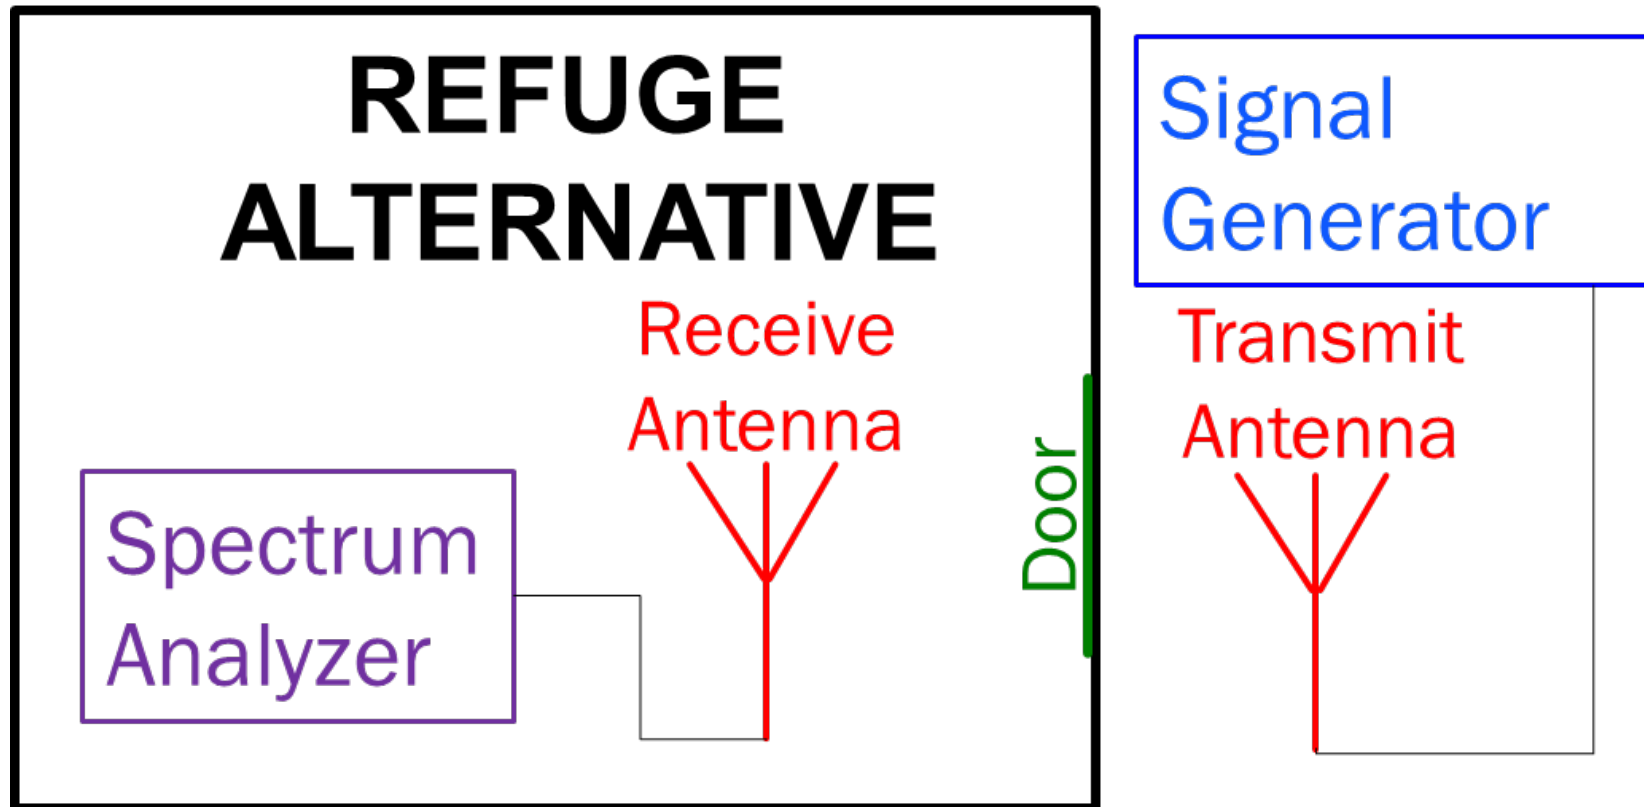 REFUGE
ALTERNATIVE
Receive
Antenna
Spectrum
Analyzer
Door
Signal
Generator
Transmit
Antenna